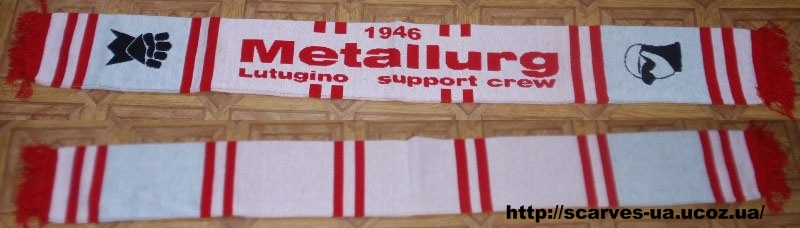 1946
Metallurg
Lutugino support crew
http://scarves-ua.ucoz.ua/